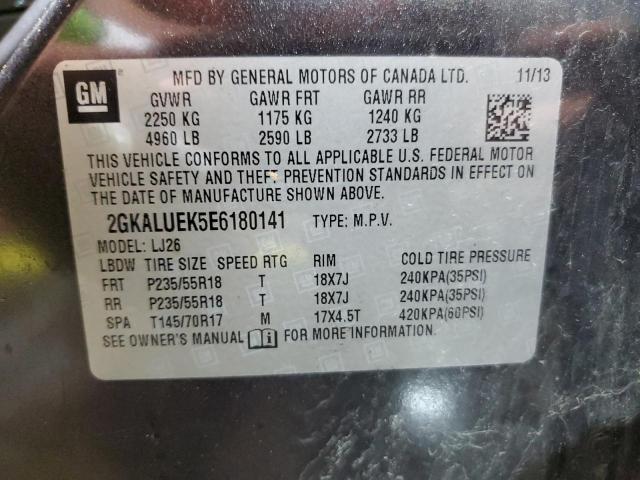 GM
MFD BY GENERAL MOTORS OF CANADA LTD. 11/13
GVWR GAWR FRT GAWR RR
2250 KG 1175 KG 1240 KG
4960 LB 2590 LB 2733 LB
THIS VEHICLE CONFORMS TO ALL APPLICABLE U.S. FEDERAL MOTOR
VEHICLE SAFETY AND THEFT PREVENTION STANDARDS IN EFFECT ON
THE DATE OF MANUFACTURE SHOWN ABOVE.
2GKALUEK5E6180141 TYPE: M.P.V.
MODEL: LJ26
LBDW TIRE SIZE SPEED RTG RIM COLD TIRE PRESSURE
FRT P235/55R18 T 18X7J 240KPA(35PSI)
RR P235/55R18 T 18X7J 240KPA(35PSI)
SPA T145/70R17 M 17X4.5T 420KPA(60PSI)
SEE OWNER'S MANUAL FOR MORE INFORMATION.